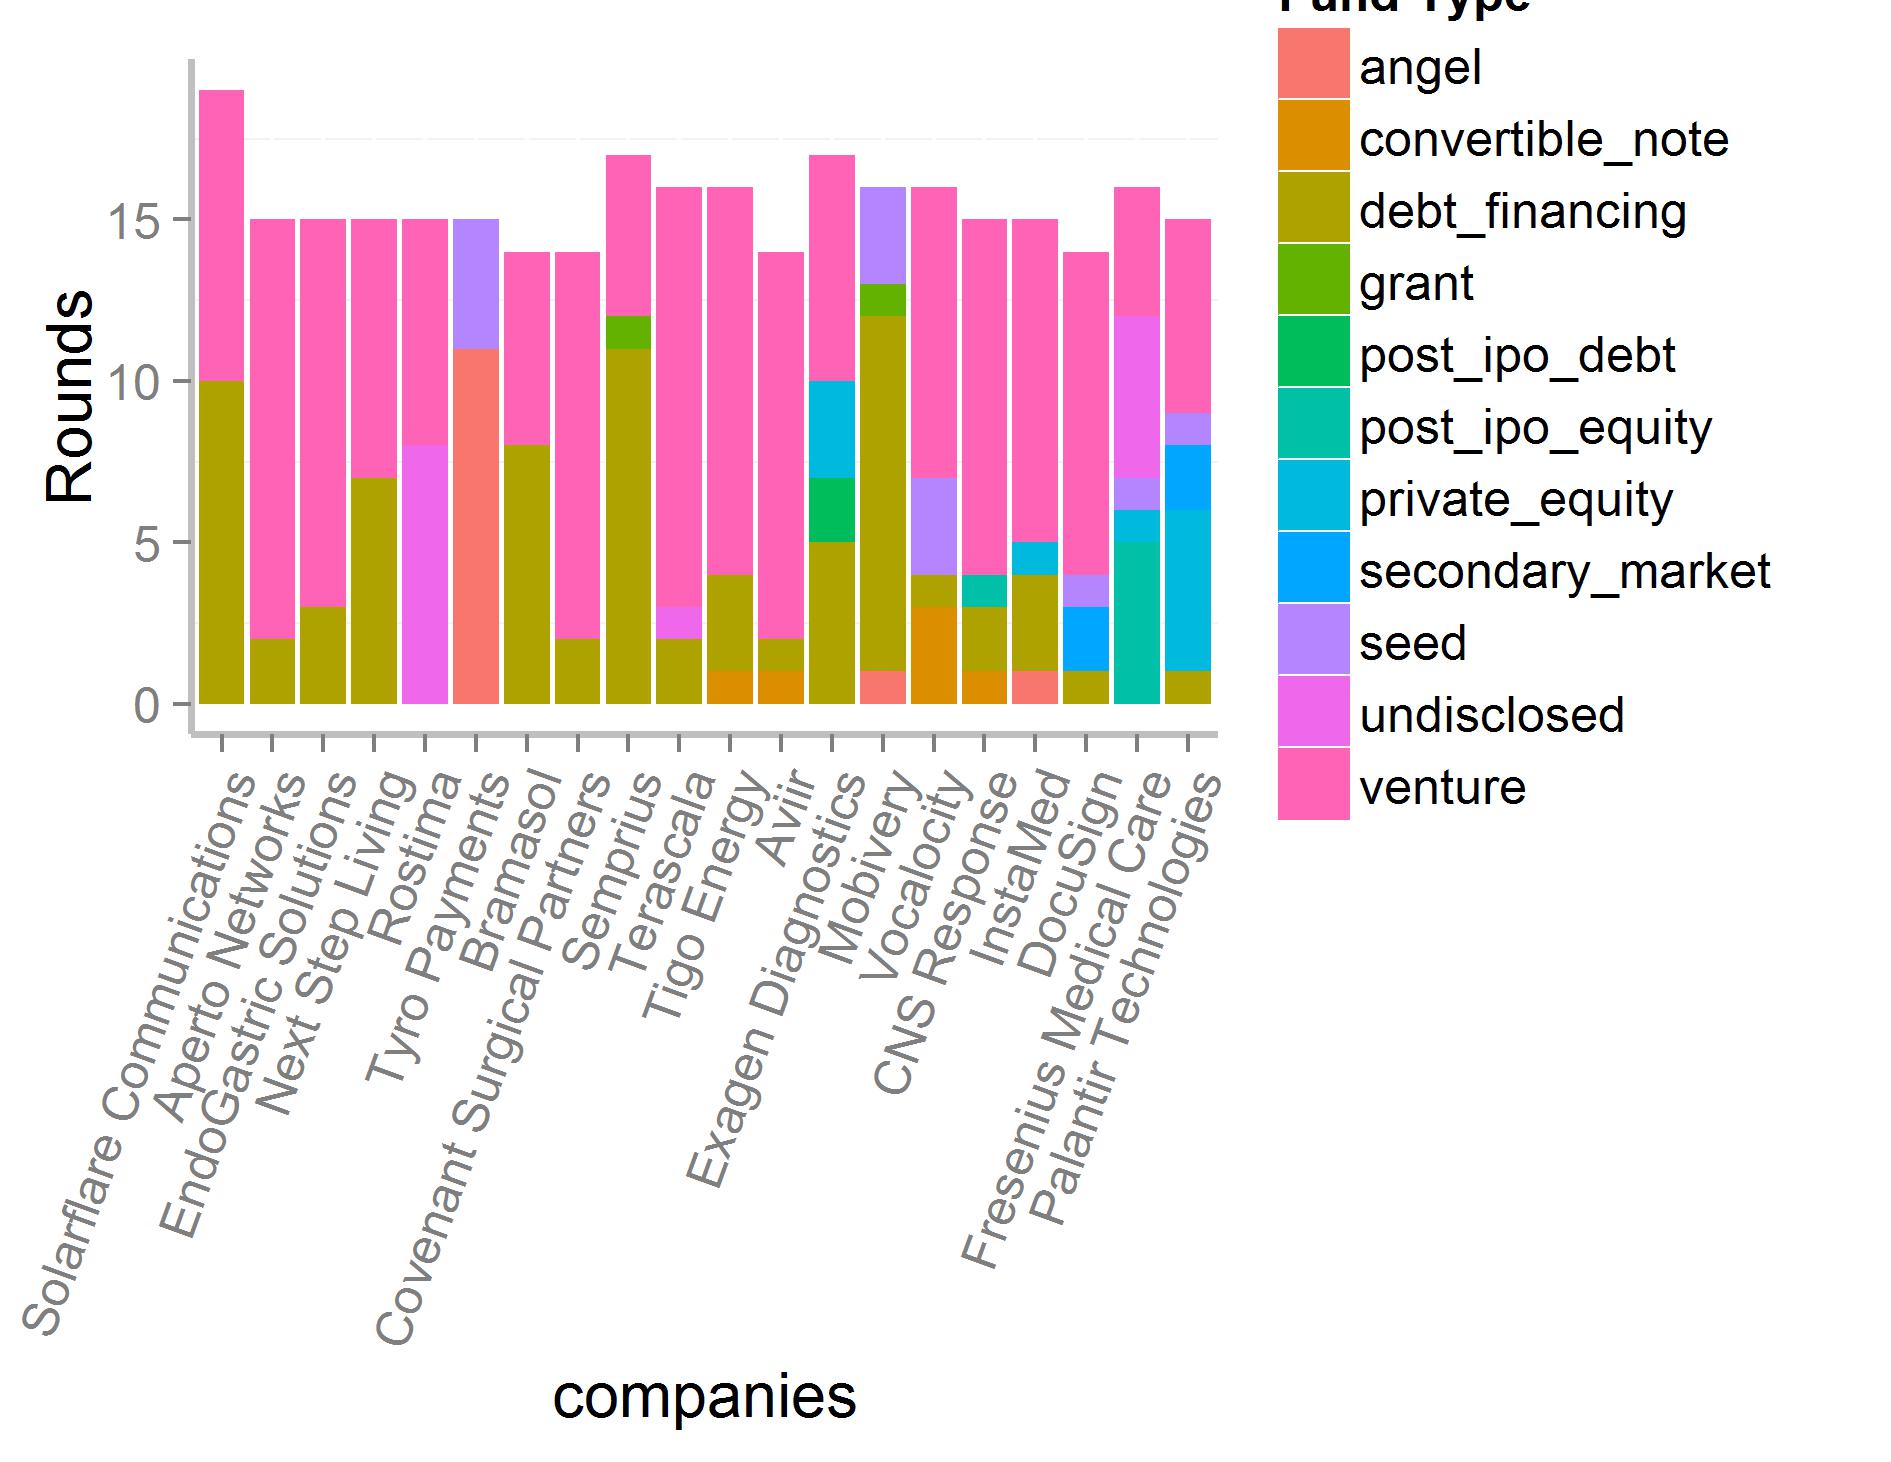 Fund Type
angel
convertible_note
debt_financing
grant
post_ipo_debt
post_ipo_equity
private_equity
secondary_market
seed
undisclosed
venture
Rounds
15
10
5
0
Solarflare Communications
Aperto Networks
EndoGastric Solutions
Next Step Living
Rostima
Tyro Payments
Bramasol
Covenant Surgical Partners
Semprius
Terascala
Tigo Energy
Aviir
Exagen Diagnostics
Mobivery
Vocalocity
CNS Response
InstaMed
DocuSign
Fresenius Medical Care
Palantir Technologies
companies